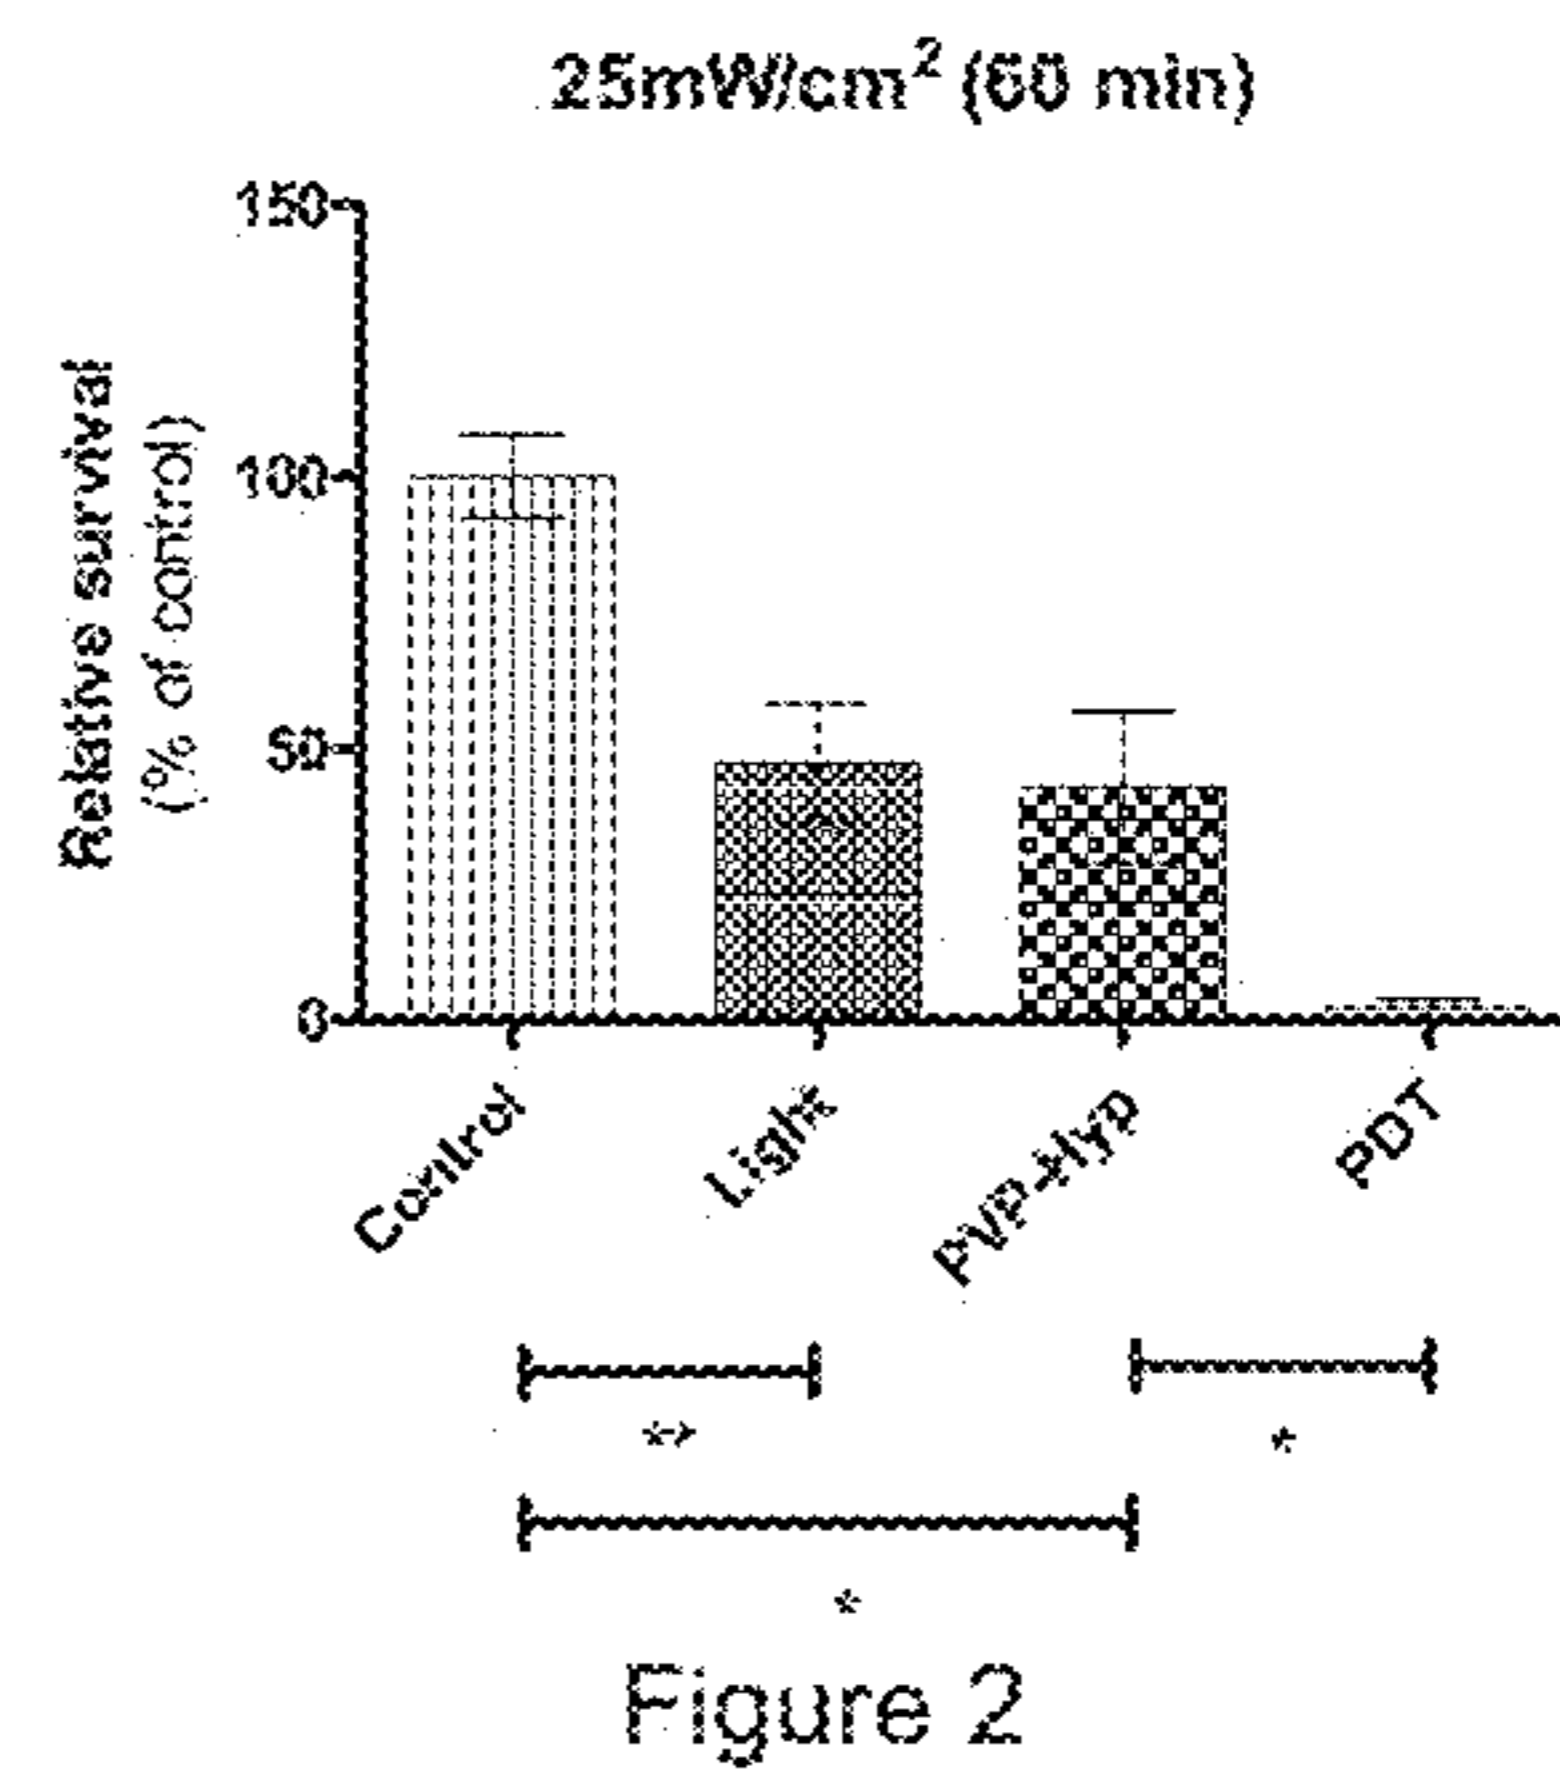 25mW/cm² (60 min)
Relative survival
(% of control)
150
100
50
0
Control
Light
PVP-Hyp
PDT
**
*
*
Figure 2